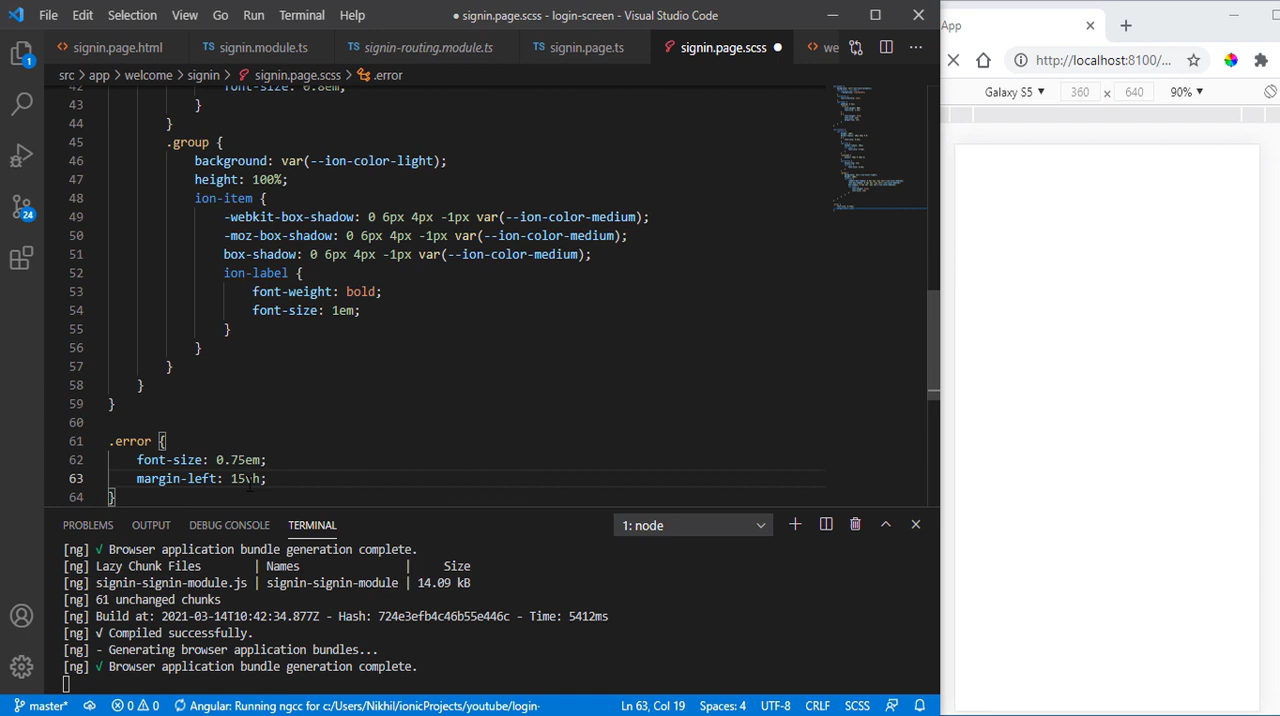 File Edit Selection View Go Run Terminal Help
● signin.page.scss - login-screen - Visual Studio Code
App
signin.page.html signin.module.ts signin-routing.module.ts signin.page.ts signin.page.scss ● we
http://localhost:8100/...
src > app > welcome > signin > signin.page.scss > .error
Galaxy S5 ▼ 360 x 640 90% ▼
42 font-size: 0.8em;
43 }
44 }
45 .group {
46 background: var(--ion-color-light);
47 height: 100%;
48 ion-item {
49 -webkit-box-shadow: 0 6px 4px -1px var(--ion-color-medium);
50 -moz-box-shadow: 0 6px 4px -1px var(--ion-color-medium);
51 box-shadow: 0 6px 4px -1px var(--ion-color-medium);
52 ion-label {
53 font-weight: bold;
54 font-size: 1em;
55 }
56 }
57 }
58 }
59 }
60
61 .error {
62 font-size: 0.75em;
63 margin-left: 15vh;
64 }
PROBLEMS OUTPUT DEBUG CONSOLE TERMINAL 1: node
[ng] √ Browser application bundle generation complete.
[ng] Lazy Chunk Files | Names | Size
[ng] signin-signin-module.js | signin-signin-module | 14.09 kB
[ng] 61 unchanged chunks
[ng] Build at: 2021-03-14T10:42:34.877Z - Hash: 724e3efb4c46b55e446c - Time: 5412ms
[ng] √ Compiled successfully.
[ng] - Generating browser application bundles...
[ng] √ Browser application bundle generation complete.
master* 0 0 Angular: Running ngcc for c:/Users/Nikhil/ionicProjects/youtube/login- Ln 63, Col 19 Spaces: 4 UTF-8 CRLF SCSS
1
24